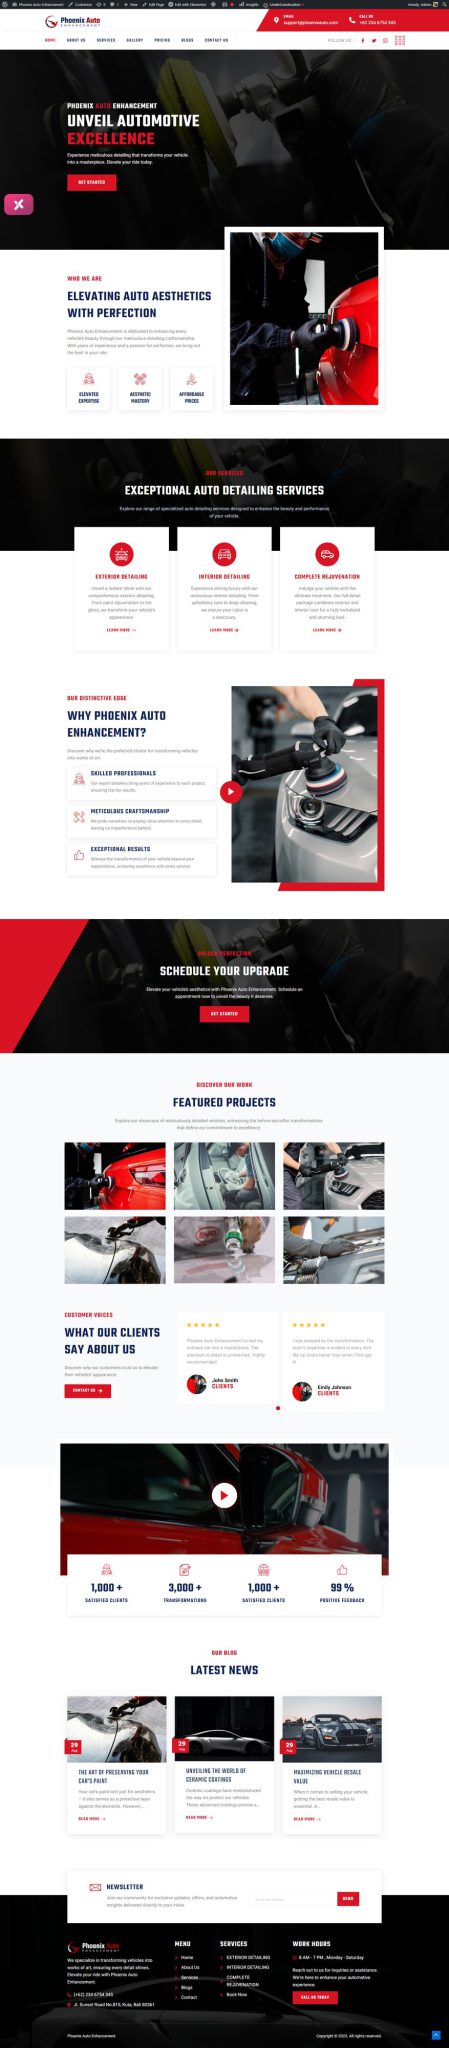 Phoenix Auto Enhancement
Customize
New
Edit Page
Edit with Elementor
Insights
UnderConstruction
Howdy, Admin
Phoenix Auto
ENHANCEMENT
EMAIL
support@phoenixauto.com
CALL US
+62 234 6754 345
HOME
ABOUT US
SERVICES
GALLERY
PRICING
BLOGS
CONTACT US
FOLLOW US
PHOENIX AUTO ENHANCEMENT
UNVEIL AUTOMOTIVE
EXCELLENCE
Experience meticulous detailing that transforms your vehicle
into a masterpiece. Elevate your ride today.
GET STARTED
WHO WE ARE
ELEVATING AUTO AESTHETICS
WITH PERFECTION
Phoenix Auto Enhancement is dedicated to enhancing every
vehicle's beauty through our meticulous detailing craftsmanship.
With years of experience and a passion for perfection, we bring out
the best in your ride.
ELEVATED
EXPERTISE
AESTHETIC
MASTERY
AFFORDABLE
PRICES
OUR SERVICES
EXCEPTIONAL AUTO DETAILING SERVICES
Explore our range of specialized auto detailing services designed to enhance the beauty and performance
of your vehicle.
EXTERIOR DETAILING
Unveil a radiant shine with our
comprehensive exterior detailing.
From paint rejuvenation to tire
gloss, we transform your vehicle's
appearance.
LEARN MORE
INTERIOR DETAILING
Experience driving luxury with our
meticulous interior detailing. From
upholstery care to deep cleaning,
we ensure your cabin is
a sanctuary.
LEARN MORE
COMPLETE REJUVENATION
Indulge your vehicle with the
ultimate treatment. Our full detail
package combines exterior and
interior care for a truly revitalized
and stunning look.
LEARN MORE
OUR DISTINCTIVE EDGE
WHY PHOENIX AUTO
ENHANCEMENT?
Discover why we're the preferred choice for transforming vehicles
into works of art.
SKILLED PROFESSIONALS
Our expert detailers bring years of experience to each project,
ensuring top-tier results.
METICULOUS CRAFTSMANSHIP
We pride ourselves on paying close attention to every detail,
leaving no imperfections behind.
EXCEPTIONAL RESULTS
Witness the transformation of your vehicle beyond your
expectations, achieving excellence with every service.
UNLOCK PERFECTION
SCHEDULE YOUR UPGRADE
Elevate your vehicle's aesthetics with Phoenix Auto Enhancement. Schedule an
appointment now to unveil the beauty it deserves.
GET STARTED
DISCOVER OUR WORK
FEATURED PROJECTS
Explore our showcase of meticulously detailed vehicles, witnessing the before-and-after transformations
that define our commitment to excellence.
CUSTOMER VOICES
WHAT OUR CLIENTS
SAY ABOUT US
Discover why our customers trust us to elevate
their vehicles' appearance.
CONTACT US
Phoenix Auto Enhancement turned my
ordinary car into a masterpiece. The
attention to detail is unmatched. Highly
recommended!
John Smith
CLIENTS
I was amazed by the transformation. The
team's expertise is evident in every inch.
My car looks better than when I first got
it!
Emily Johnson
CLIENTS
1,000 +
SATISFIED CLIENTS
3,000 +
TRANSFORMATIONS
1,000 +
SATISFIED CLIENTS
99 %
POSITIVE FEEDBACK
OUR BLOG
LATEST NEWS
29
Aug
THE ART OF PRESERVING YOUR
CAR'S PAINT
Your car's paint isn't just for aesthetics
– it also serves as a protective layer
against the elements. However,...
READ MORE
29
Aug
UNVEILING THE WORLD OF
CERAMIC COATINGS
Ceramic coatings have revolutionized
the way we protect our vehicles.
These advanced coatings provide a...
READ MORE
29
Aug
MAXIMIZING VEHICLE RESALE
VALUE
When it comes to selling your vehicle,
getting the best resale value is
essential. A...
READ MORE
NEWSLETTER
Join our community for exclusive updates, offers, and automotive
insights delivered directly to your inbox.
Your Email Address
SEND
Phoenix Auto
ENHANCEMENT
We specialize in transforming vehicles into
works of art, ensuring every detail shines.
Elevate your ride with Phoenix Auto
Enhancement.
(+62) 234 6754 345
Jl. Sunset Road No.815, Kuta, Bali 80361
MENU
Home
About Us
Services
Blogs
Contact
SERVICES
EXTERIOR DETAILING
INTERIOR DETAILING
COMPLETE
REJUVENATION
Book Now
WORK HOURS
8 AM - 7 PM , Monday - Saturday
Reach out to us for inquiries or assistance.
We're here to enhance your automotive
experience.
CALL US TODAY
Phoenix Auto Enhancement
Copyright © 2023. All rights reserved.